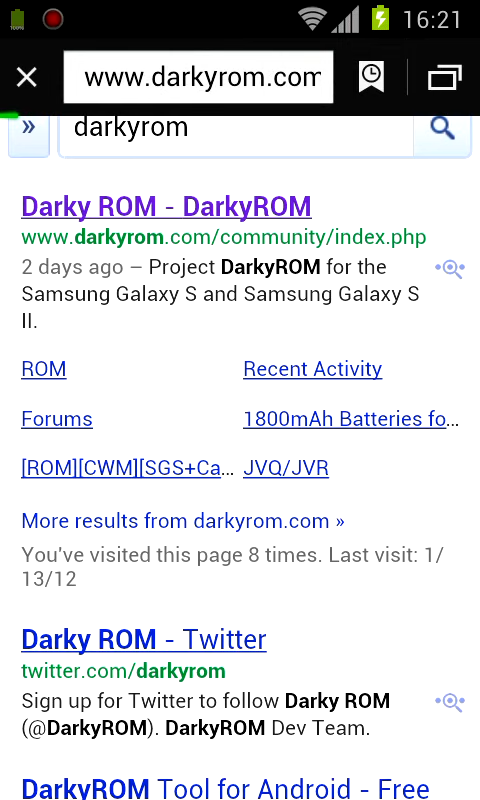 100%
16:21
www.darkyrom.com
» darkyrom
Darky ROM - DarkyROM
www.darkyrom.com/community/index.php
2 days ago – Project DarkyROM for the
Samsung Galaxy S and Samsung Galaxy S
II.
ROM Recent Activity
Forums 1800mAh Batteries fo...
[ROM][CWM][SGS+Ca... JVQ/JVR
More results from darkyrom.com »
You've visited this page 8 times. Last visit: 1/
13/12
Darky ROM - Twitter
twitter.com/darkyrom
Sign up for Twitter to follow Darky ROM
(@DarkyROM). DarkyROM Dev Team.
DarkyROM Tool for Android - Free